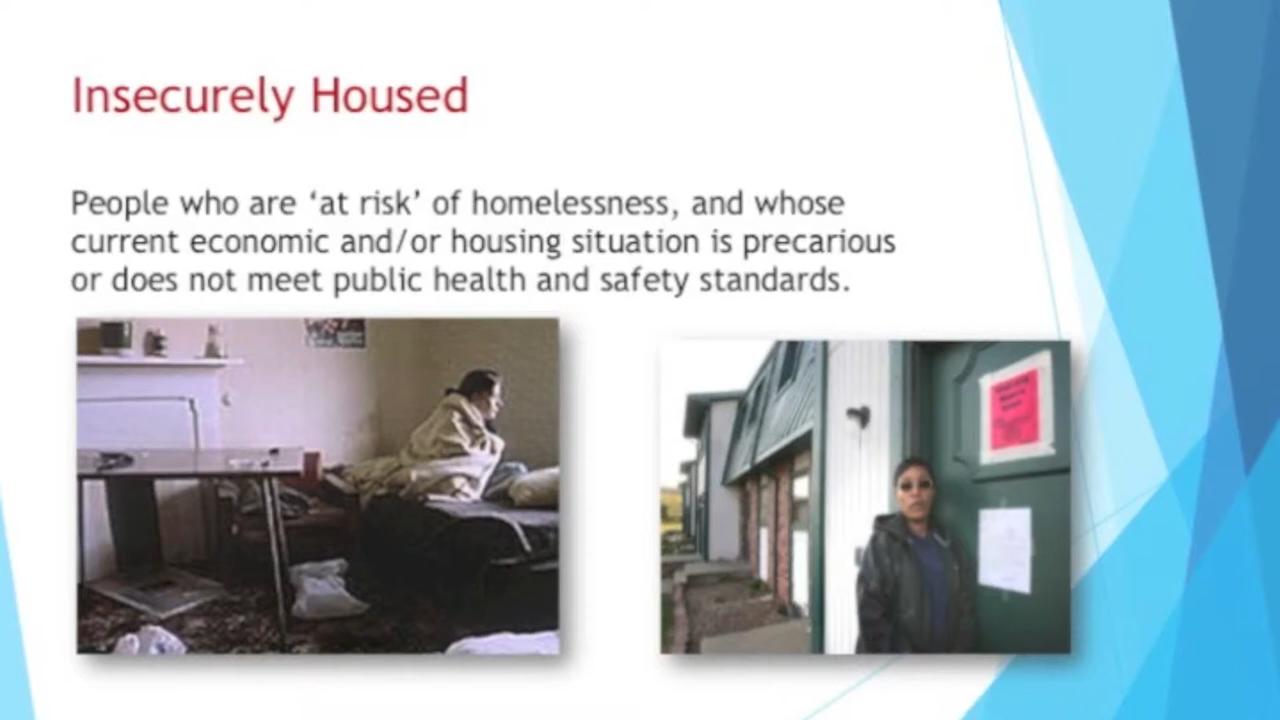 Insecurely Housed
People who are ‘at risk’ of homelessness, and whose
current economic and/or housing situation is precarious
or does not meet public health and safety standards.